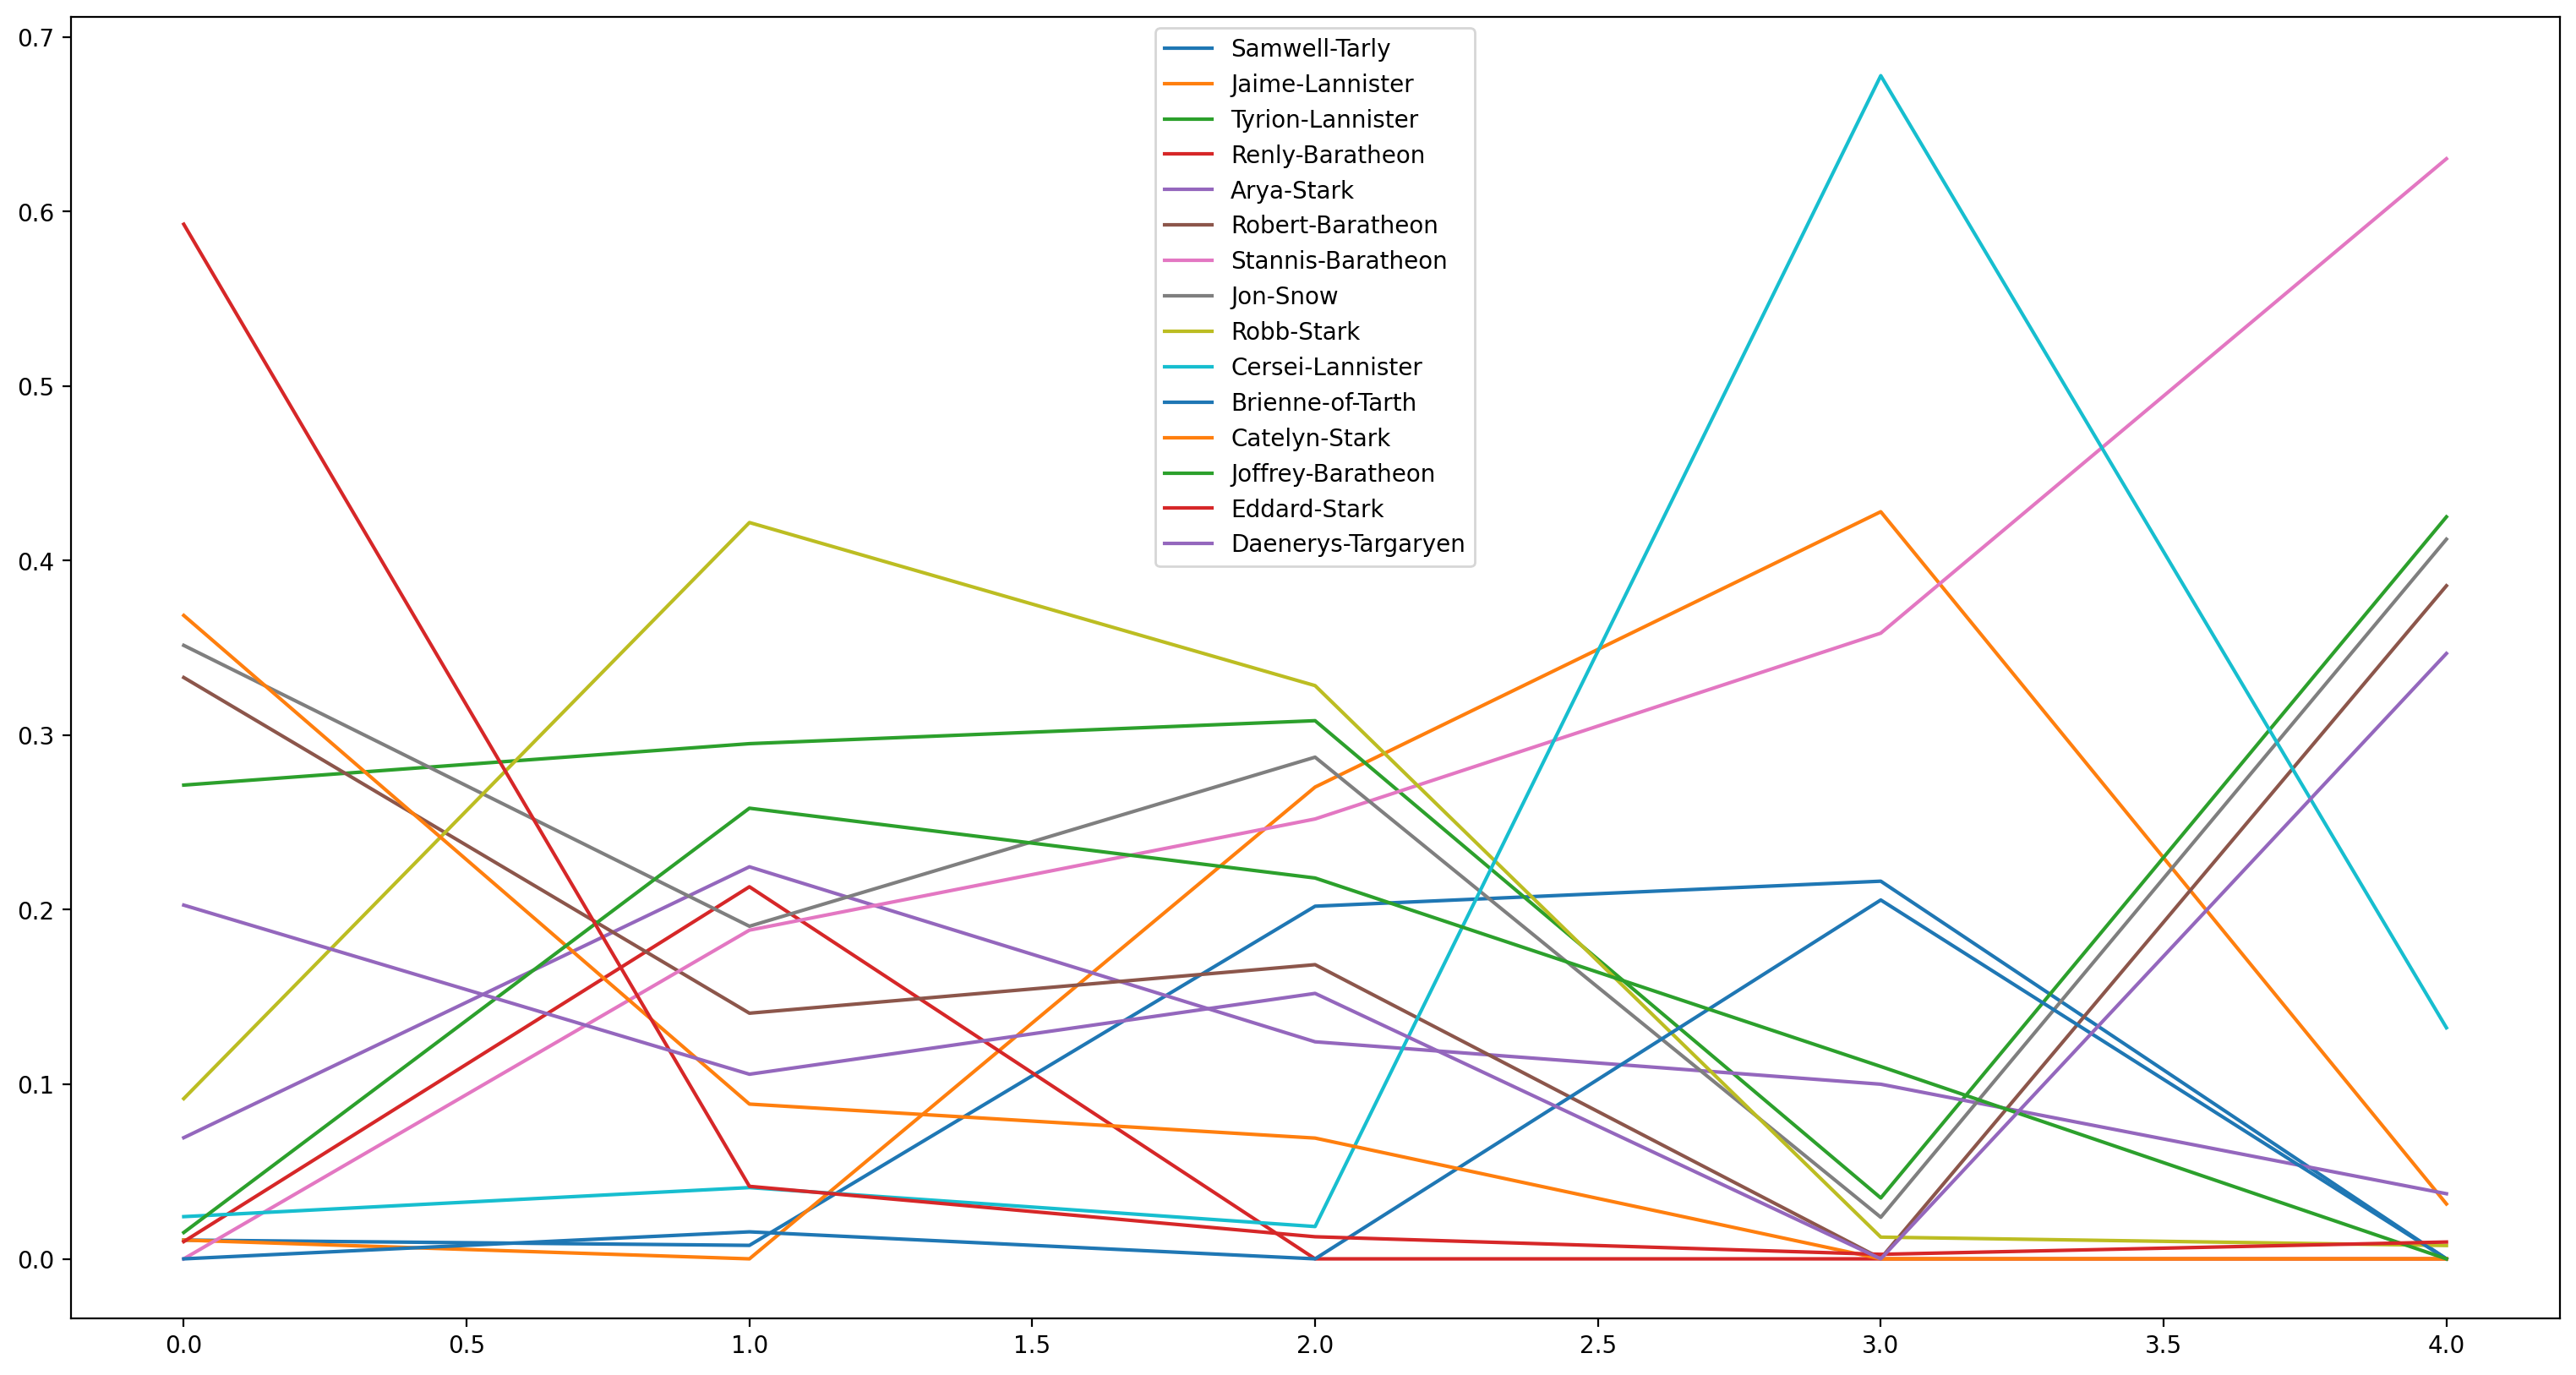 0.7
0.6
0.5
0.4
0.3
0.2
0.1
0.0
Samwell-Tarly
Jaime-Lannister
Tyrion-Lannister
Renly-Baratheon
Arya-Stark
Robert-Baratheon
Stannis-Baratheon
Jon-Snow
Robb-Stark
Cersei-Lannister
Brienne-of-Tarth
Catelyn-Stark
Joffrey-Baratheon
Eddard-Stark
Daenerys-Targaryen
0.0 0.5 1.0 1.5 2.0 2.5 3.0 3.5 4.0